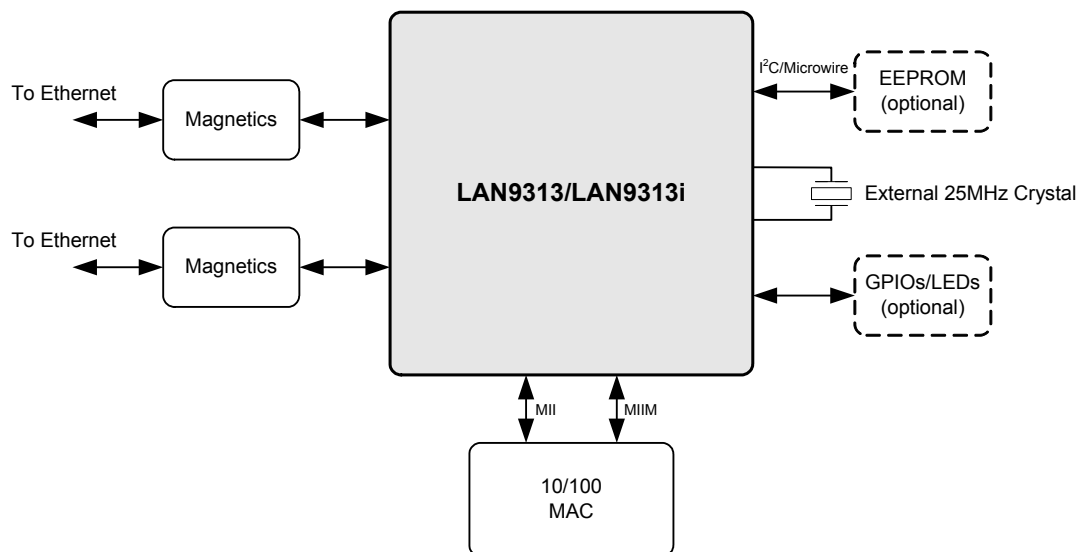 To Ethernet
Magnetics
LAN9313/LAN9313i
I²C/Microwire
EEPROM
(optional)
External 25MHz Crystal
To Ethernet
Magnetics
GPIOs/LEDs
(optional)
MII
MIIM
10/100
MAC